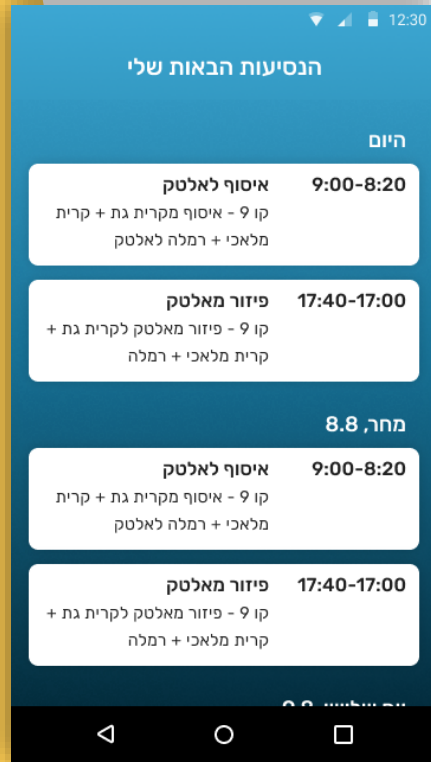 12:30
הנסיעות הבאות שלי
היום
9:00-8:20 איסוף לאלטק
קו 9 - איסוף מקרית גת + קרית
מלאכי + רמלה לאלטק
17:40-17:00 פיזור מאלטק
קו 9 - פיזור מאלטק לקרית גת +
קרית מלאכי + רמלה
מחר, 8.8
9:00-8:20 איסוף לאלטק
קו 9 - איסוף מקרית גת + קרית
מלאכי + רמלה לאלטק
17:40-17:00 פיזור מאלטק
קו 9 - פיזור מאלטק לקרית גת +
קרית מלאכי + רמלה